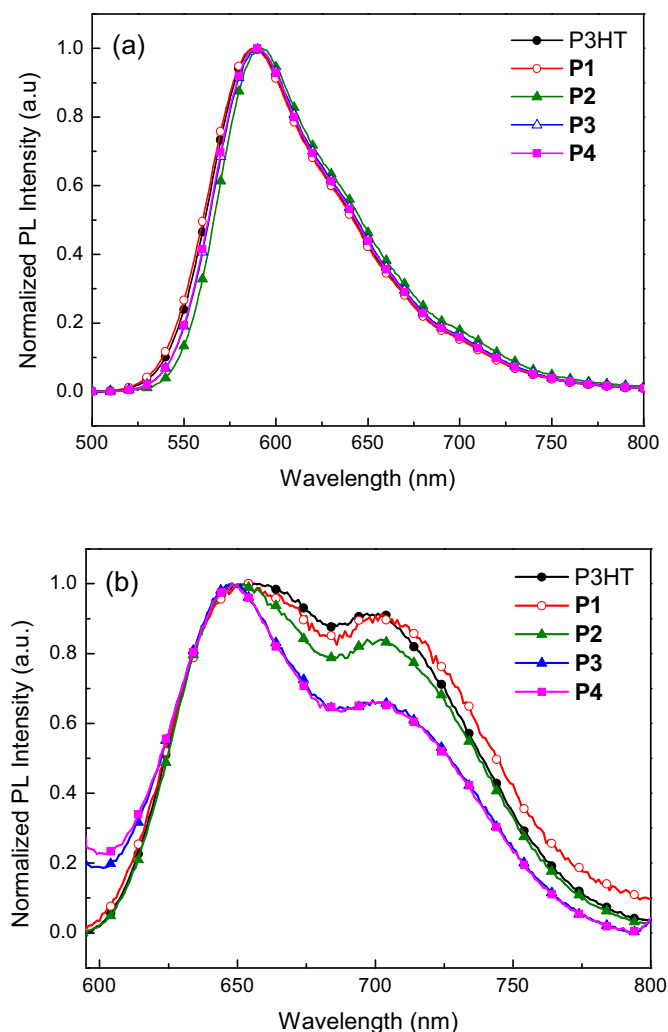 (a)
P3HT
P1
P2
P3
P4
Normalized PL Intensity (a.u)
1.0
0.8
0.6
0.4
0.2
0.0
500 550 600 650 700 750 800
Wavelength (nm)
(b)
P3HT
P1
P2
P3
P4
Normalized PL Intensity (a.u.)
1.0
0.8
0.6
0.4
0.2
0.0
600 650 700 750 800
Wavelength (nm)